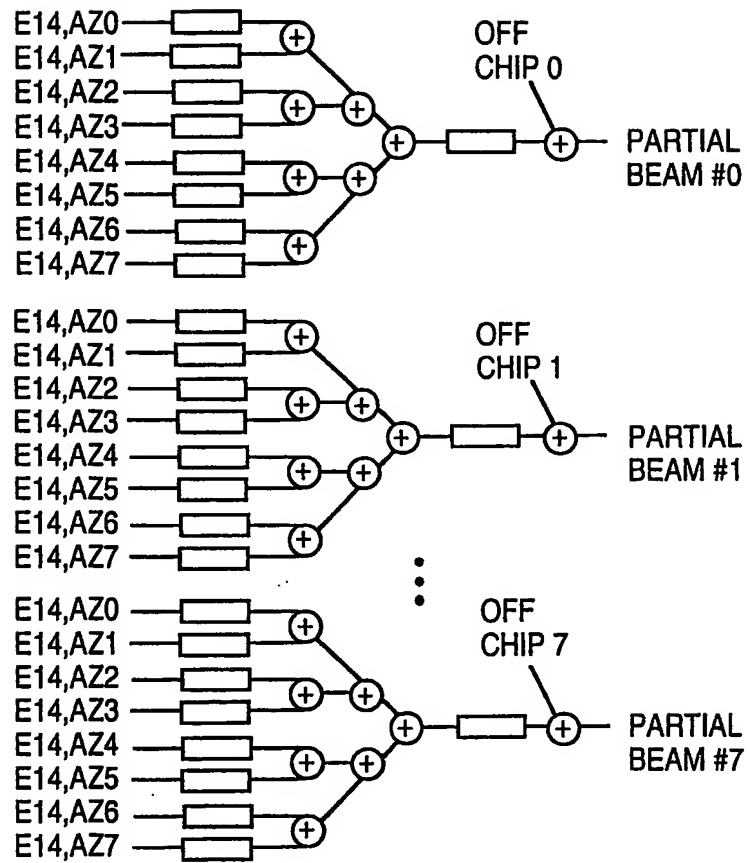 E14,AZ0
E14,AZ1
E14,AZ2
E14,AZ3
E14,AZ4
E14,AZ5
E14,AZ6
E14,AZ7
OFF
CHIP 0
PARTIAL
BEAM #0
E14,AZ0
E14,AZ1
E14,AZ2
E14,AZ3
E14,AZ4
E14,AZ5
E14,AZ6
E14,AZ7
OFF
CHIP 1
PARTIAL
BEAM #1
E14,AZ0
E14,AZ1
E14,AZ2
E14,AZ3
E14,AZ4
E14,AZ5
E14,AZ6
E14,AZ7
OFF
CHIP 7
PARTIAL
BEAM #7